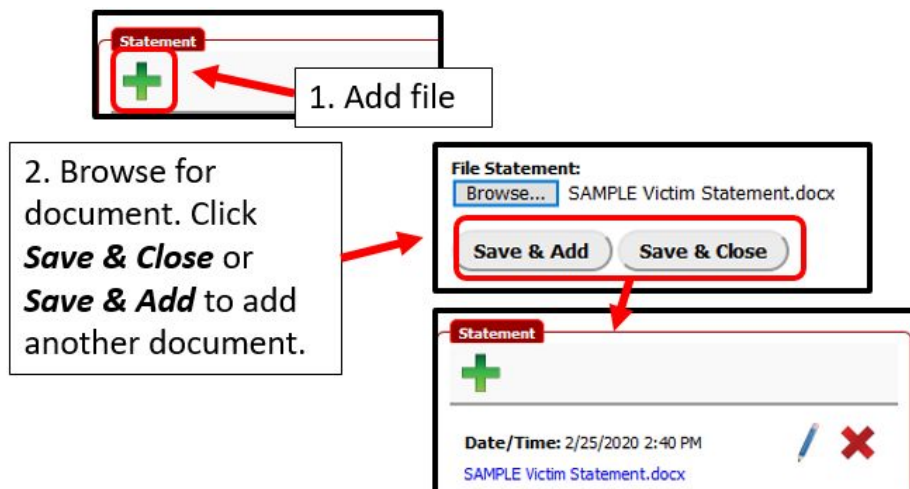 Statement
1. Add file
2. Browse for
document. Click
Save & Close or
Save & Add to add
another document.
File Statement:
Browse... SAMPLE Victim Statement.docx
Save & Add Save & Close
Statement
Date/Time: 2/25/2020 2:40 PM
SAMPLE Victim Statement.docx